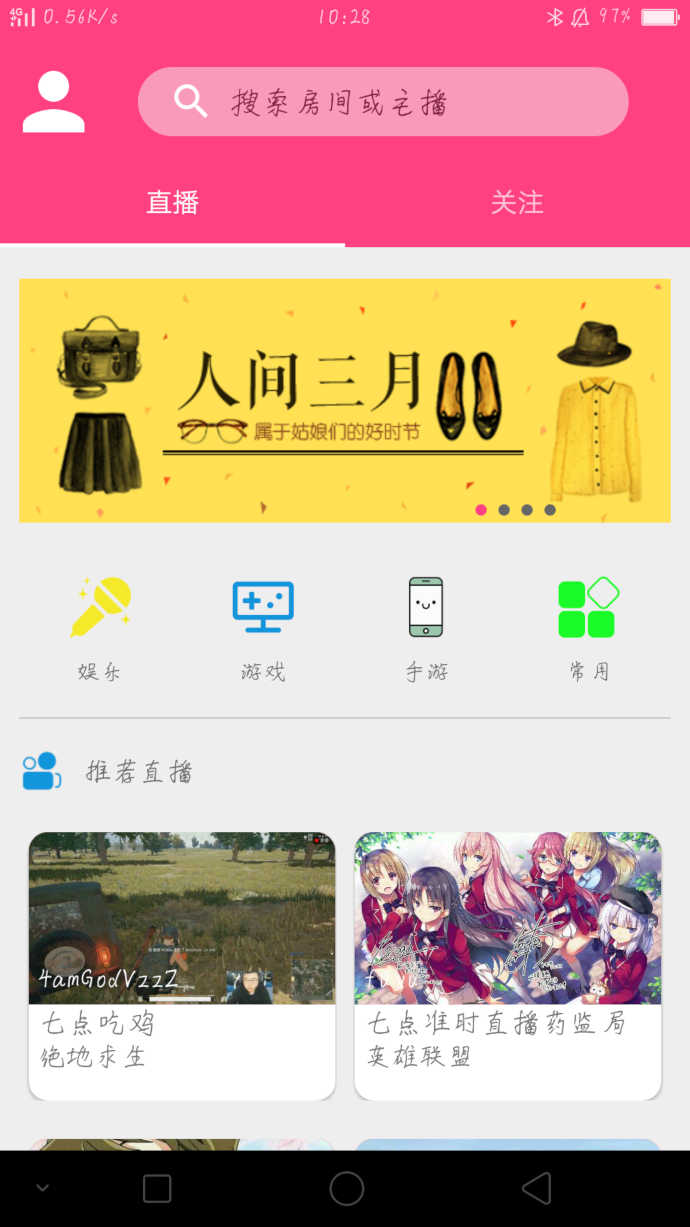 4G 0.56K/s 10:28 97%
搜索房间或主播
直播 关注
人间三月
属于姑娘们的好时节
娱乐 游戏 手游 常用
推荐直播
4amGodVzzZ
七点吃鸡
绝地求生
七点准时直播药监局
英雄联盟